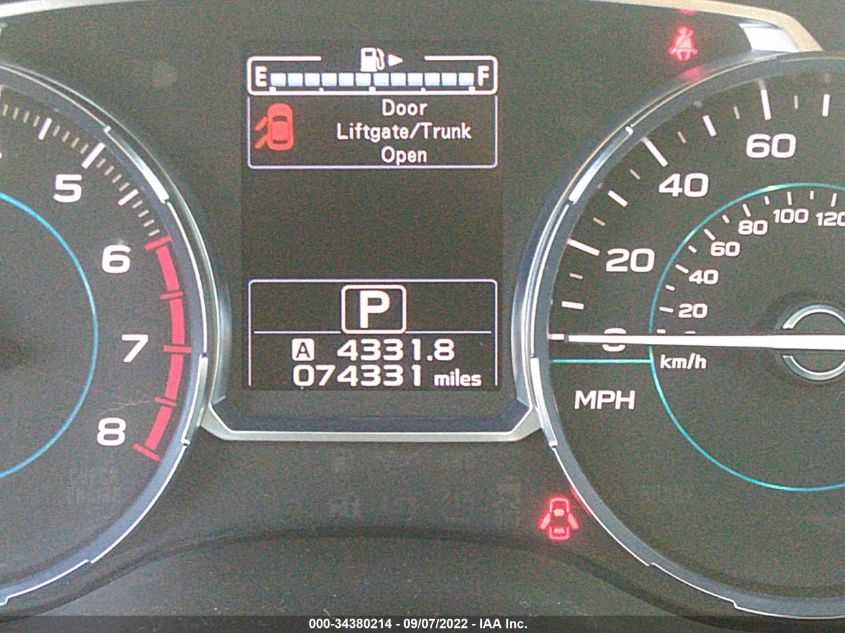 E F
Door
Liftgate/Trunk
Open
P
A 4331.8
074331 miles
5
6
7
8
0
20
40
60
MPH
20
40
60
80
100
120
km/h
000-34380214 - 09/07/2022 - IAA Inc.